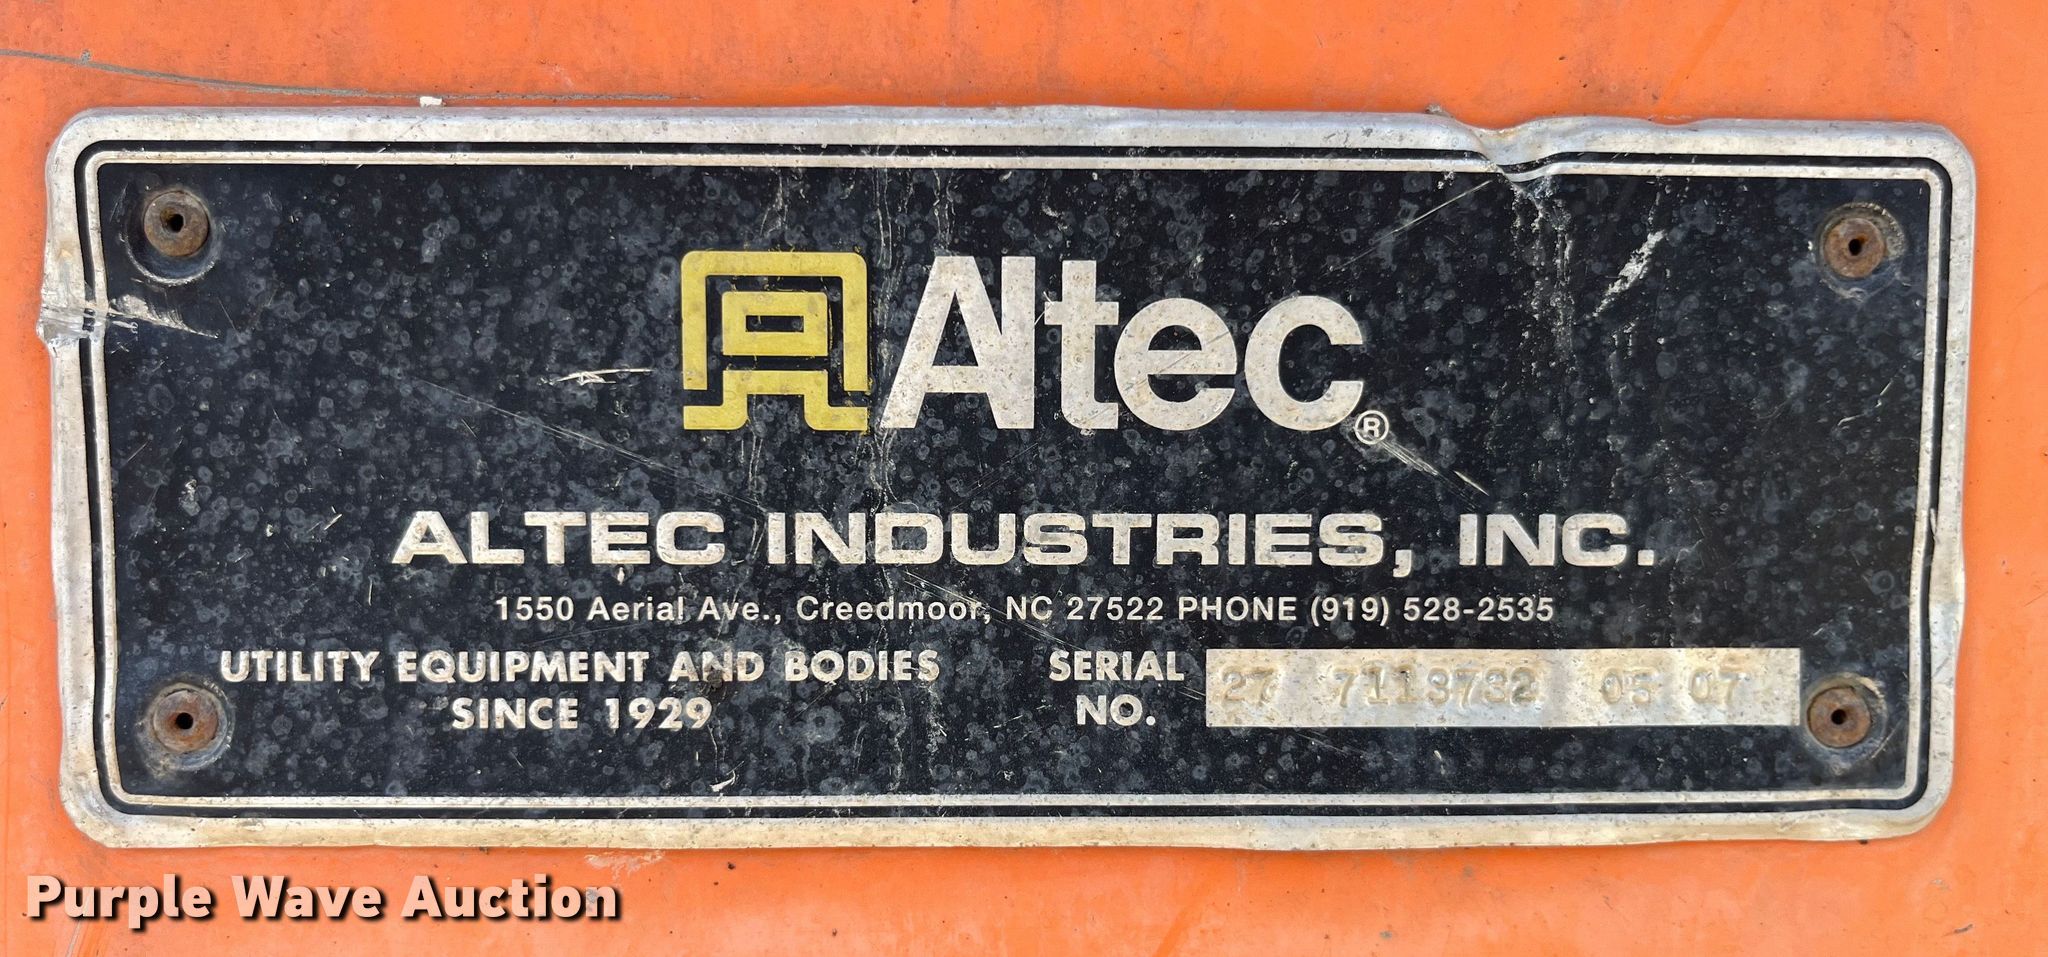 Altec®
ALTEC INDUSTRIES, INC.
1550 Aerial Ave., Creedmoor, NC 27522 PHONE (919) 528-2535
UTILITY EQUIPMENT AND BODIES
SINCE 1929
SERIAL
NO.
27 7118732 05 07
Purple Wave Auction